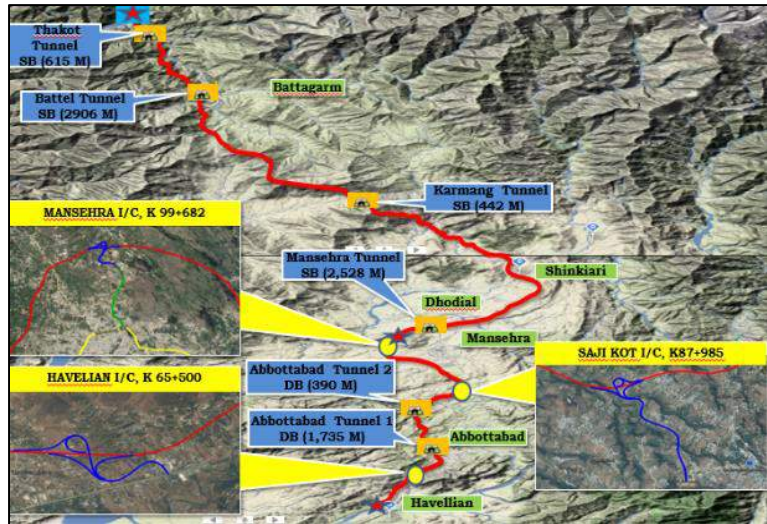 Thakot
Tunnel
SB (615 M)
Battel Tunnel
SB (2906 M)
Battagarm
Karmang Tunnel
SB (442 M)
MANSEHRA I/C, K 99+682
Mansehra Tunnel
SB (2,528 M)
Shinkiari
Dhodial
Mansehra
SAJI KOT I/C, K87+985
HAVELIAN I/C, K 65+500
Abbottabad Tunnel 2
DB (390 M)
Abbottabad Tunnel 1
DB (1,735 M)
Abbottabad
Havellian